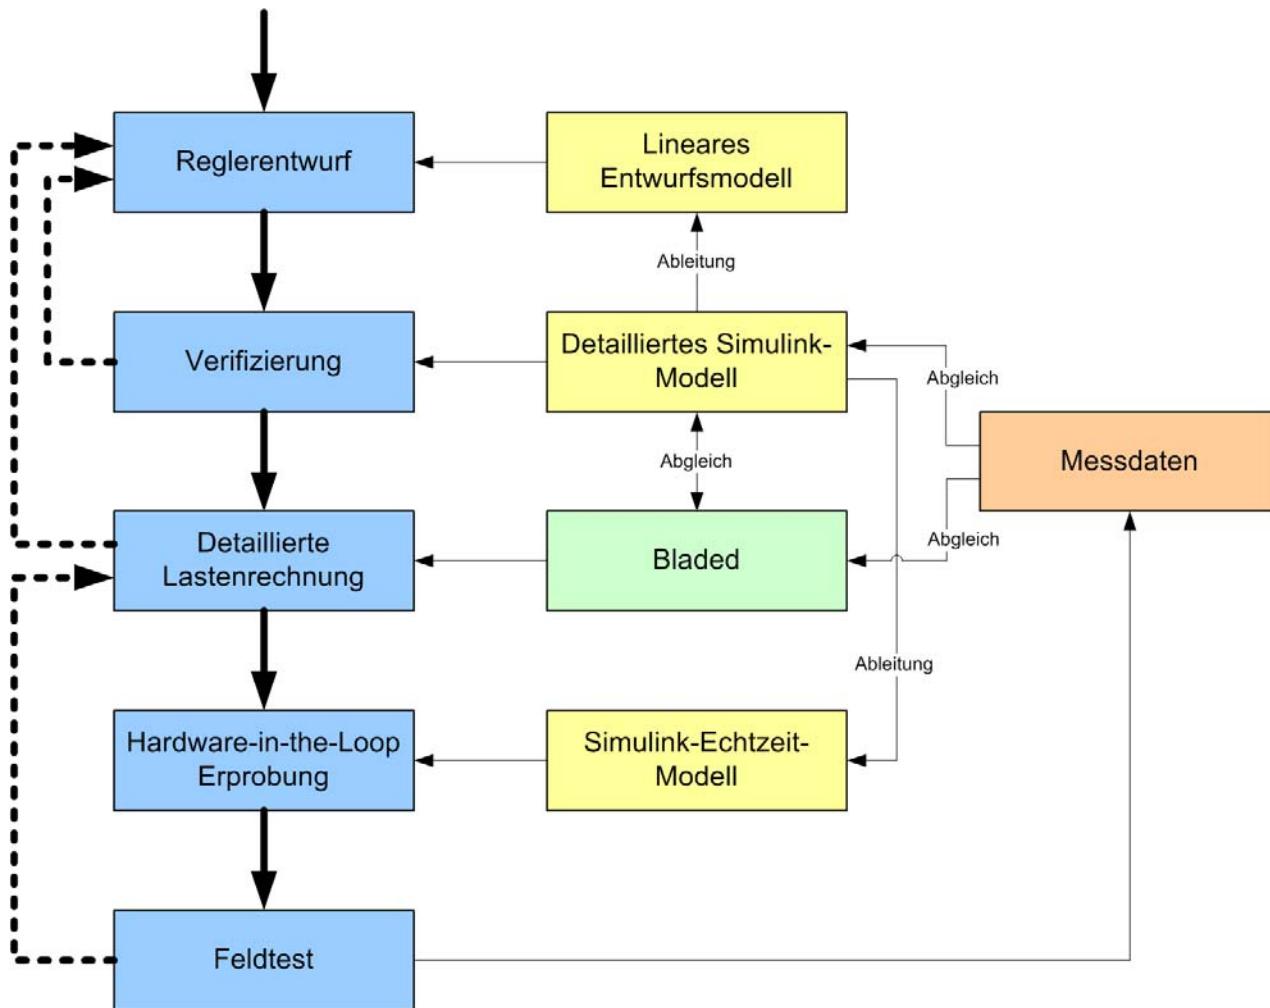 Reglerentwurf
Lineares
Entwurfsmodell
Ableitung
Verifizierung
Detailliertes Simulink-
Modell
Abgleich
Abgleich
Messdaten
Detaillierte
Lastenrechnung
Bladed
Abgleich
Ableitung
Hardware-in-the-Loop
Erprobung
Simulink-Echtzeit-
Modell
Feldtest